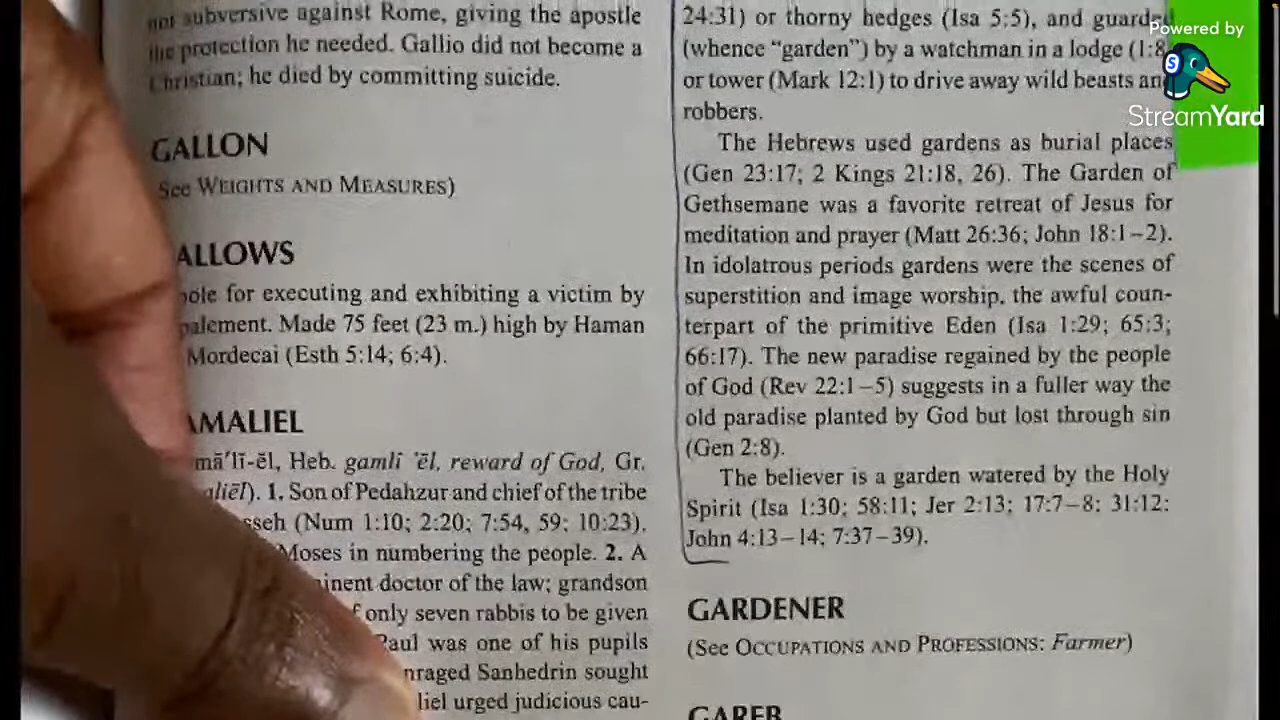 not subversive against Rome, giving the apostle
the protection he needed. Gallio did not become a
Christian; he died by committing suicide.
GALLON
See WEIGHTS AND MEASURES)
ALLOWS
pole for executing and exhibiting a victim by
palement. Made 75 feet (23 m.) high by Haman
Mordecai (Esth 5:14; 6:4).
AMALIEL
mā′lī-ēl, Heb. gamlî ʾēl, reward of God, Gr.
aliēl). 1. Son of Pedahzur and chief of the tribe
sseh (Num 1:10; 2:20; 7:54, 59; 10:23).
Moses in numbering the people. 2. A
inent doctor of the law; grandson
f only seven rabbis to be given
Paul was one of his pupils
nraged Sanhedrin sought
liel urged judicious cau-
24:31) or thorny hedges (Isa 5:5), and guarded
(whence “garden”) by a watchman in a lodge (1:8
or tower (Mark 12:1) to drive away wild beasts and
robbers.
The Hebrews used gardens as burial places
(Gen 23:17; 2 Kings 21:18, 26). The Garden of
Gethsemane was a favorite retreat of Jesus for
meditation and prayer (Matt 26:36; John 18:1–2).
In idolatrous periods gardens were the scenes of
superstition and image worship, the awful coun-
terpart of the primitive Eden (Isa 1:29; 65:3;
66:17). The new paradise regained by the people
of God (Rev 22:1–5) suggests in a fuller way the
old paradise planted by God but lost through sin
(Gen 2:8).
The believer is a garden watered by the Holy
Spirit (Isa 1:30; 58:11; Jer 2:13; 17:7–8; 31:12;
John 4:13–14; 7:37–39).
GARDENER
(See OCCUPATIONS AND PROFESSIONS: Farmer)
GAREB
Powered by
S
StreamYard